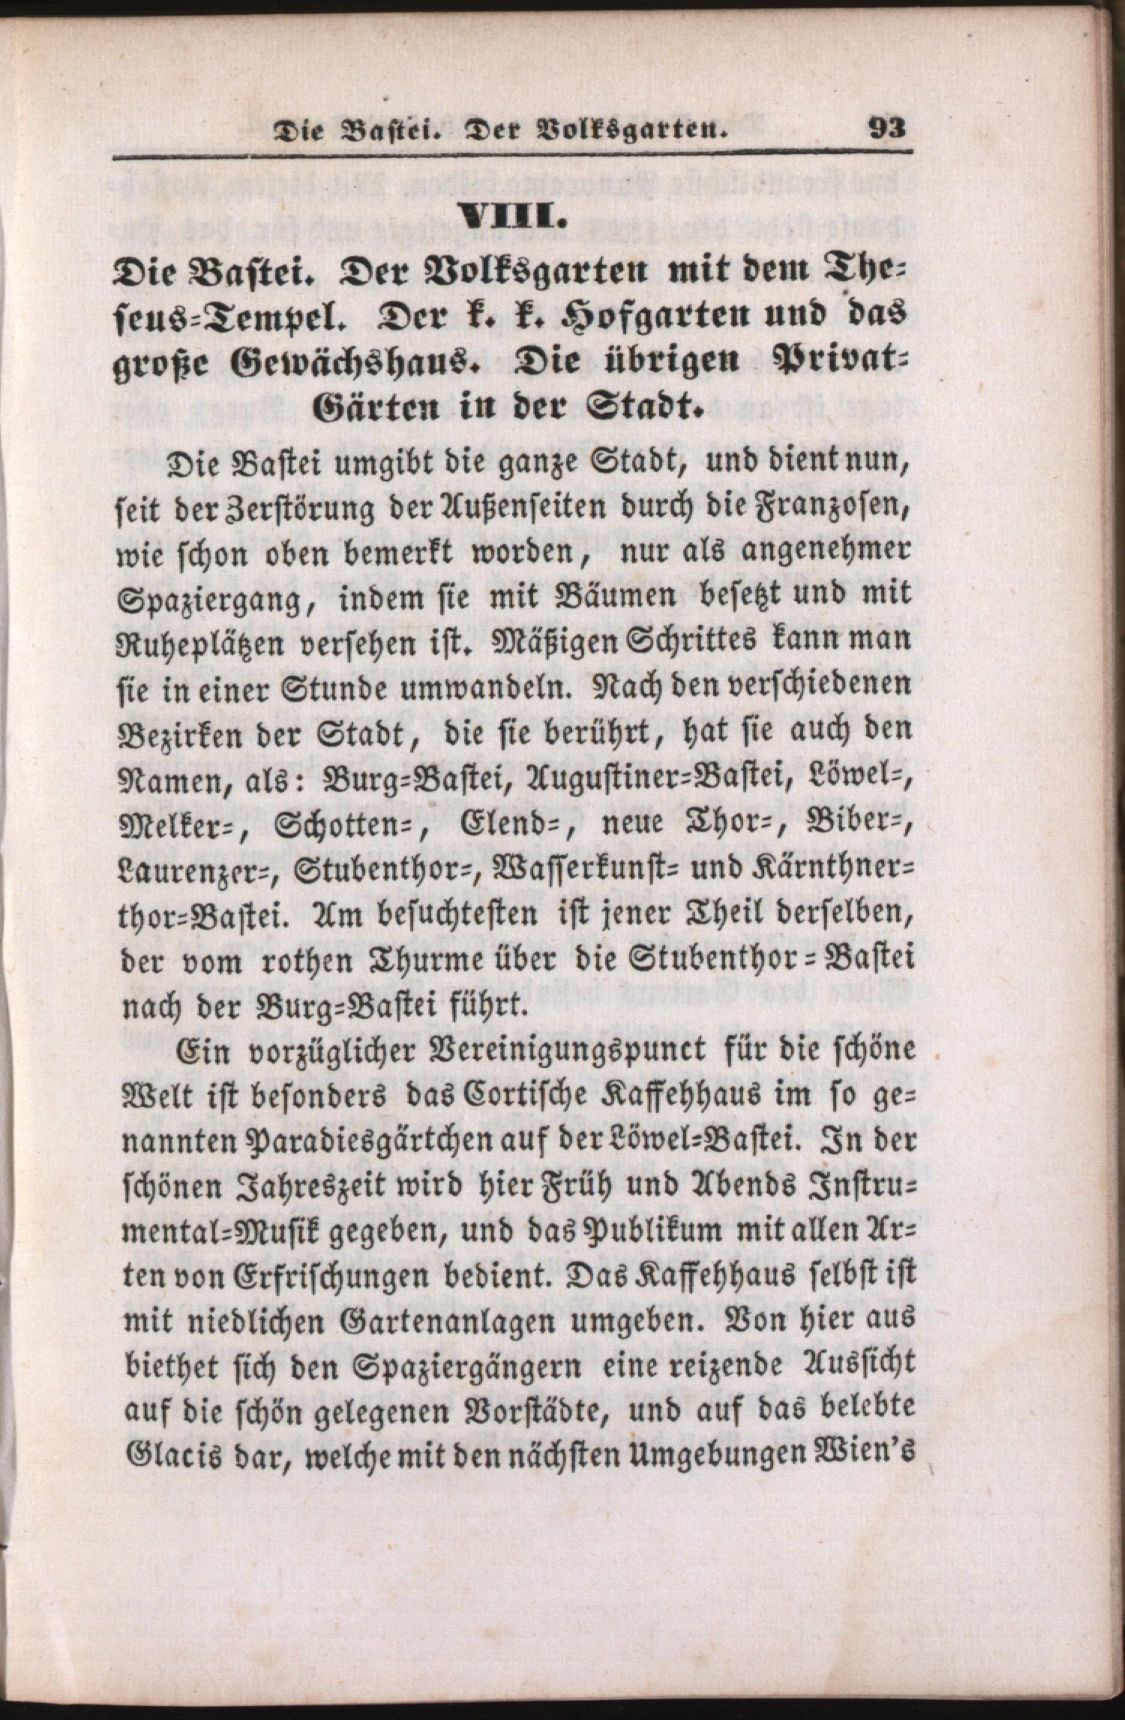 Die Bastei. Der Volksgarten. 93
VIII.
Die Bastei. Der Volksgarten mit dem The-
seus-Tempel. Der k. k. Hofgarten und das
große Gewächshaus. Die übrigen Privat-
Gärten in der Stadt.
Die Bastei umgibt die ganze Stadt, und dient nun,
seit der Zerstörung der Außenseiten durch die Franzosen,
wie schon oben bemerkt worden, nur als angenehmer
Spaziergang, indem sie mit Bäumen besetzt und mit
Ruheplätzen versehen ist. Mäßigen Schrittes kann man
sie in einer Stunde umwandeln. Nach den verschiedenen
Bezirken der Stadt, die sie berührt, hat sie auch den
Namen, als: Burg-Bastei, Augustiner-Bastei, Löwel-,
Melker-, Schotten-, Elend-, neue Thor-, Biber-,
Laurenzer-, Stubenthor-, Wasserkunst- und Kärnthner-
thor-Bastei. Am besuchtesten ist jener Theil derselben,
der vom rothen Thurme über die Stubenthor-Bastei
nach der Burg-Bastei führt.
Ein vorzüglicher Vereinigungspunct für die schöne
Welt ist besonders das Cortische Kaffehhaus im so ge-
nannten Paradiesgärtchen auf der Löwel-Bastei. In der
schönen Jahreszeit wird hier Früh und Abends Instru-
mental-Musik gegeben, und das Publikum mit allen Ar-
ten von Erfrischungen bedient. Das Kaffehhaus selbst ist
mit niedlichen Gartenanlagen umgeben. Von hier aus
biethet sich den Spaziergängern eine reizende Aussicht
auf die schön gelegenen Vorstädte, und auf das belebte
Glacis dar, welche mit den nächsten Umgebungen Wien's